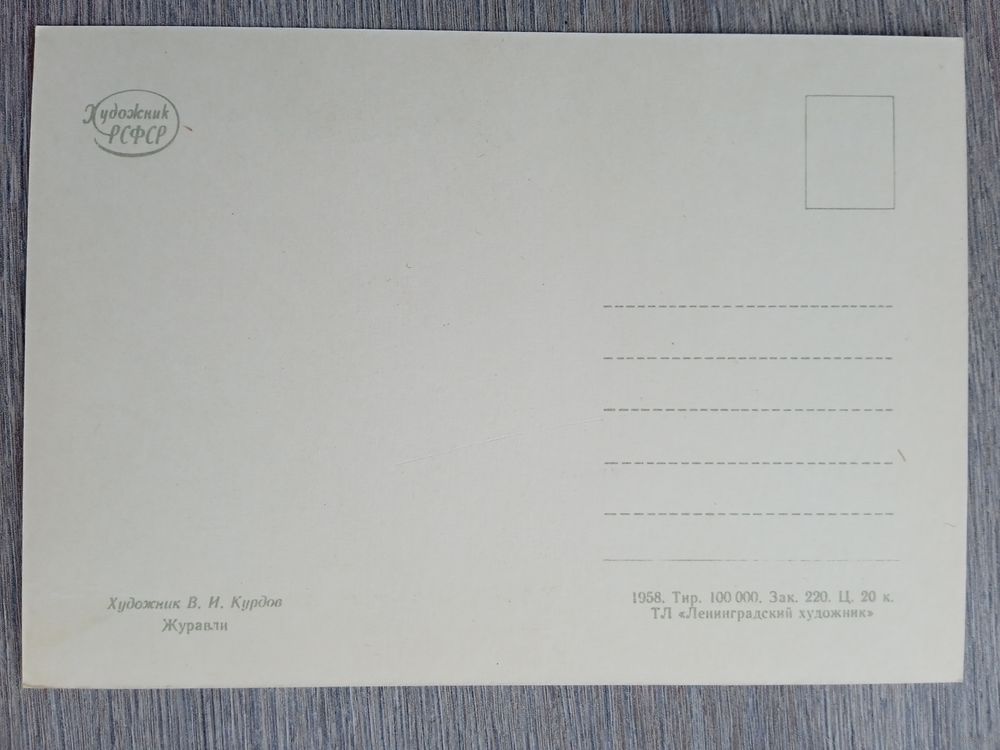 Художник
РСФСР
Художник В. И. Курдов
Журавли
1958. Тир. 100 000. Зак. 220. Ц. 20 к.
ТЛ «Ленинградский художник»